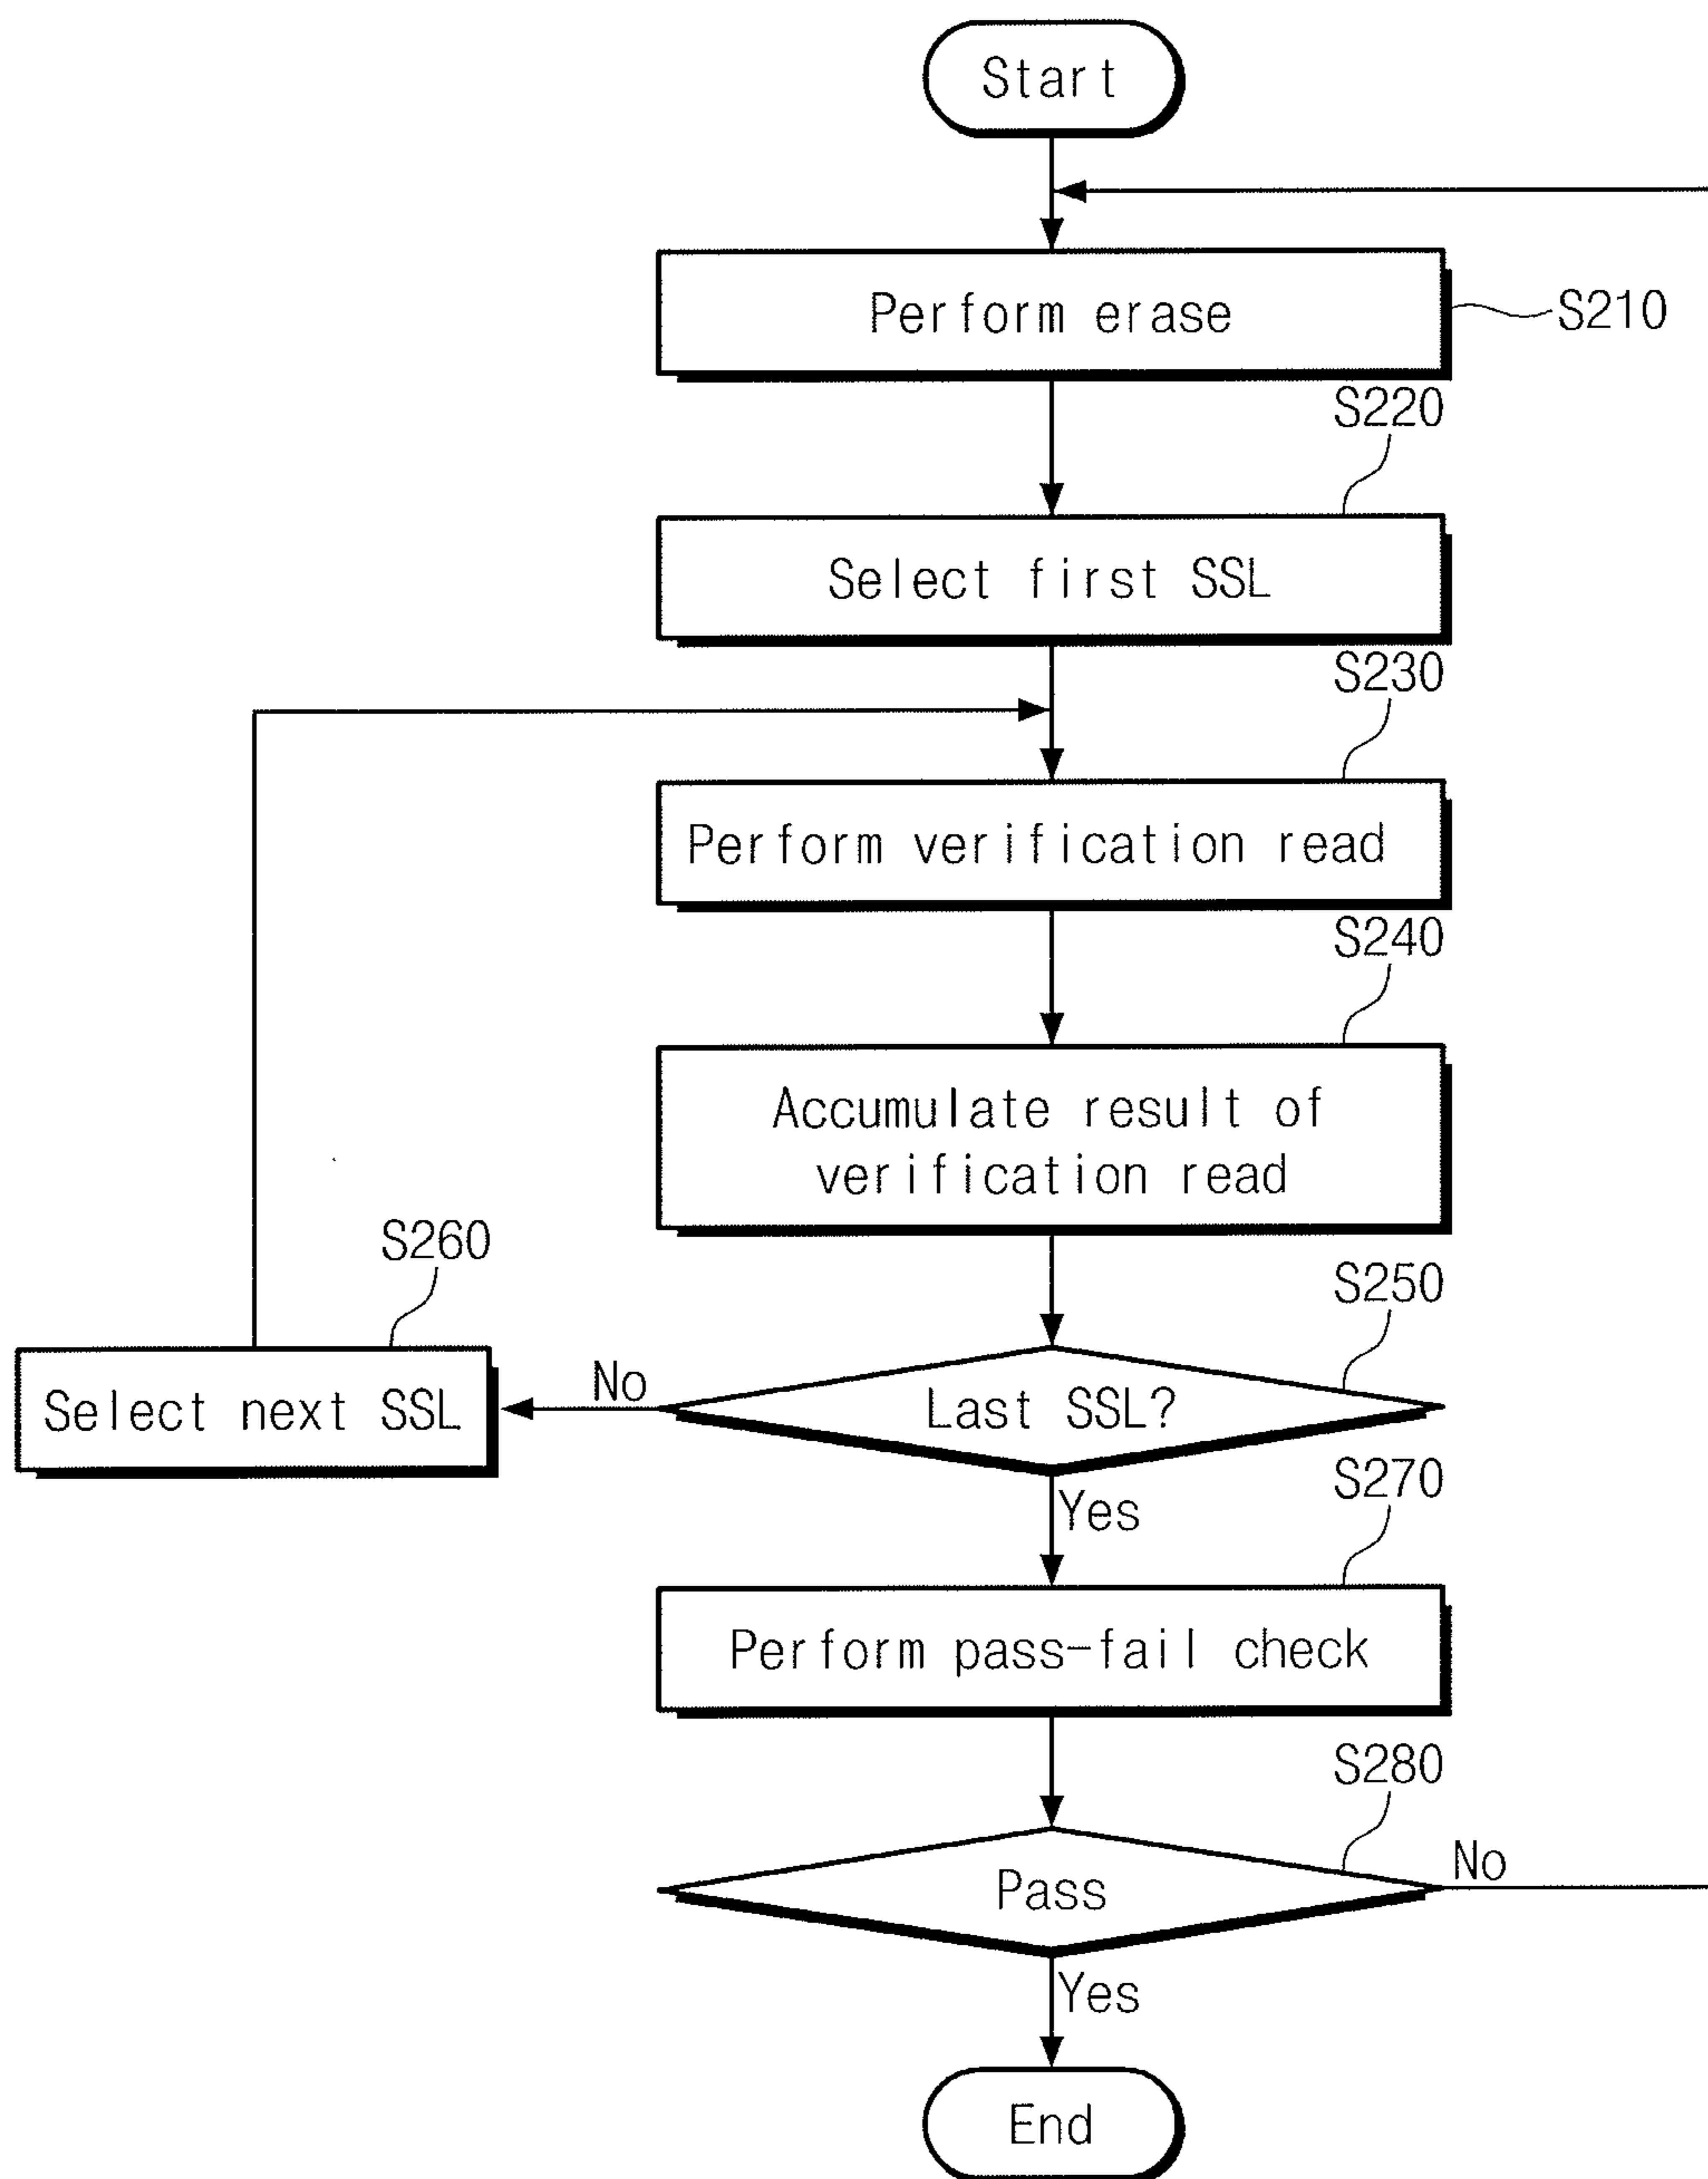 Start
Perform erase
S210
S220
Select first SSL
S230
Perform verification read
S240
Accumulate result of
verification read
S260
S250
Select next SSL
No
Last SSL?
Yes
S270
Perform pass-fail check
S280
Pass
No
Yes
End